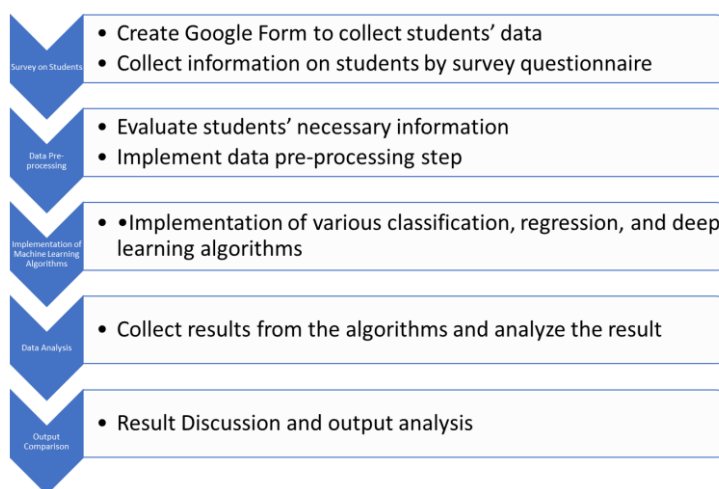 Survey on Students
• Create Google Form to collect students' data
• Collect information on students by survey questionnaire
Data Pre-
processing
• Evaluate students' necessary information
• Implement data pre-processing step
Implementation of
Machine Learning
Algorithms
• •Implementation of various classification, regression, and deep
learning algorithms
Data Analysis
• Collect results from the algorithms and analyze the result
Output
Comparison
• Result Discussion and output analysis